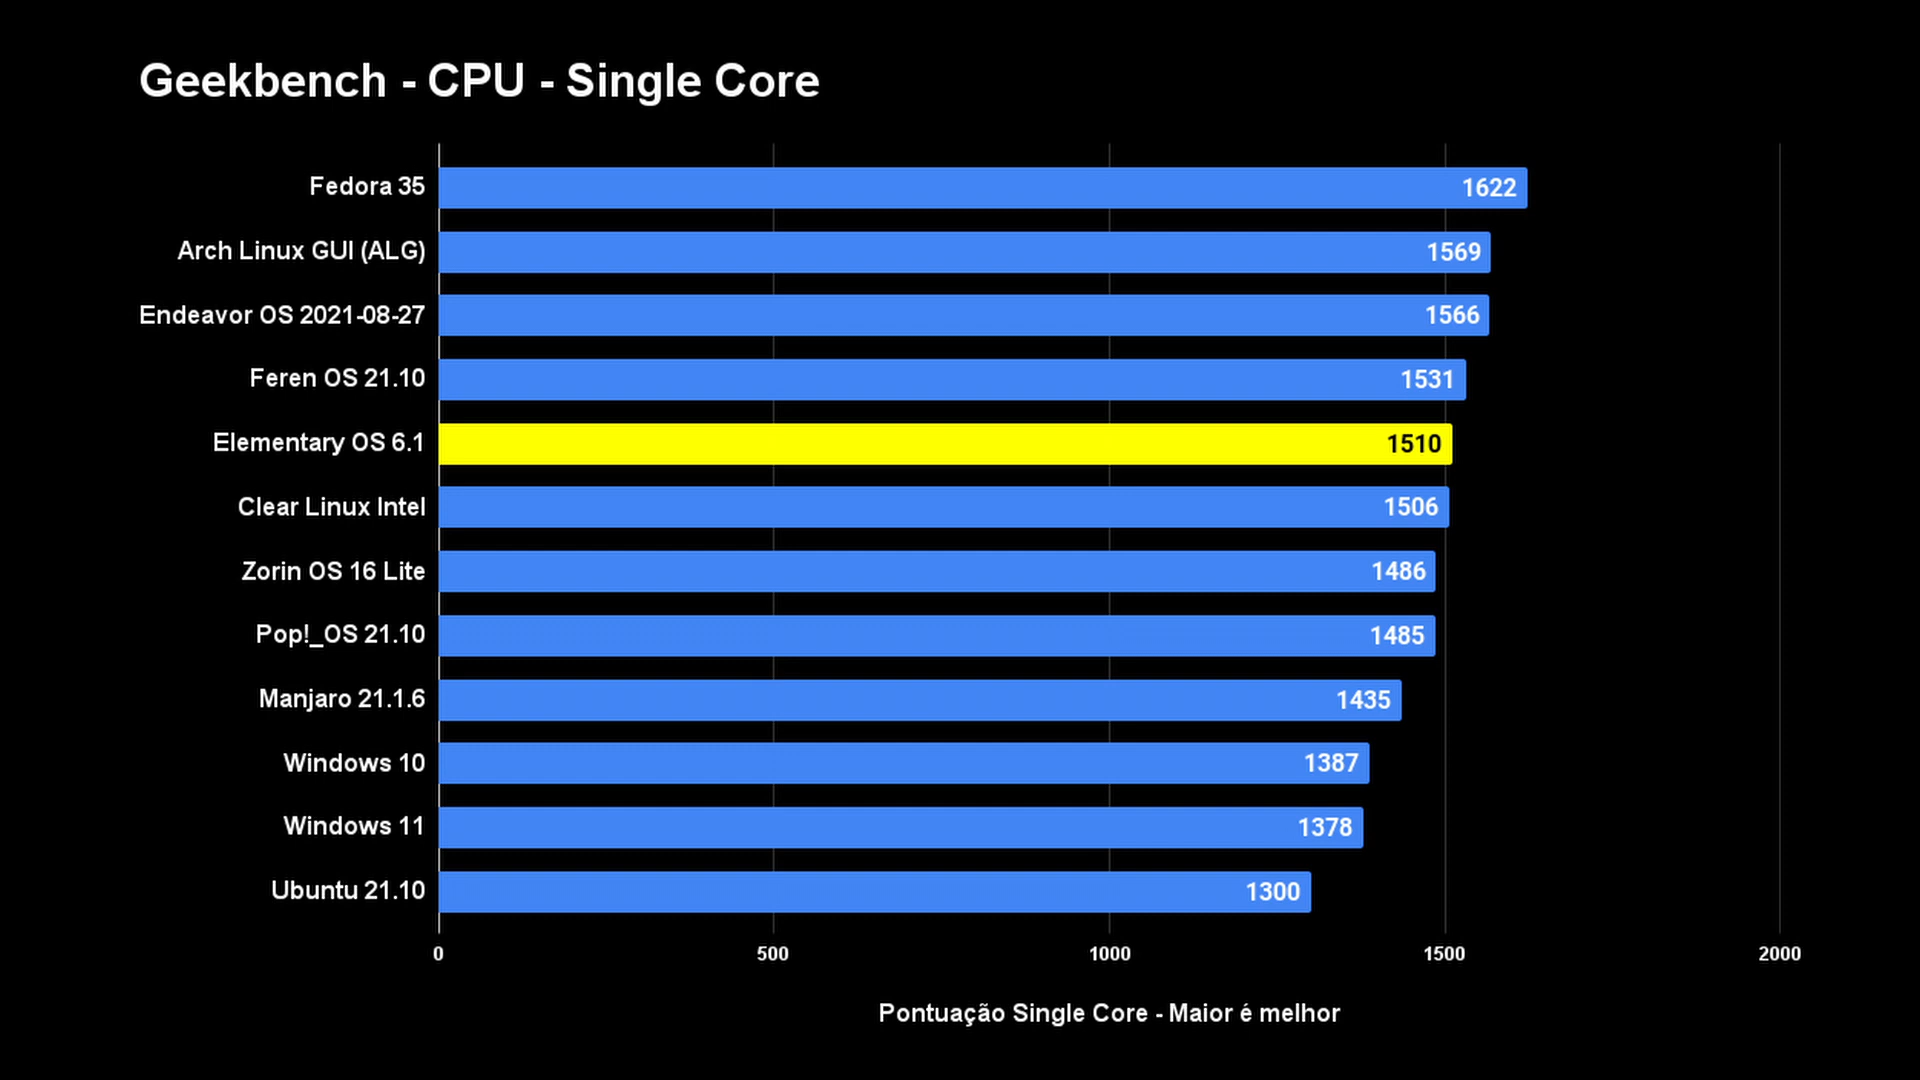 Geekbench - CPU - Single Core
Fedora 35 1622
Arch Linux GUI (ALG) 1569
Endeavor OS 2021-08-27 1566
Feren OS 21.10 1531
Elementary OS 6.1 1510
Clear Linux Intel 1506
Zorin OS 16 Lite 1486
Pop!_OS 21.10 1485
Manjaro 21.1.6 1435
Windows 10 1387
Windows 11 1378
Ubuntu 21.10 1300
0 500 1000 1500 2000
Pontuação Single Core - Maior é melhor